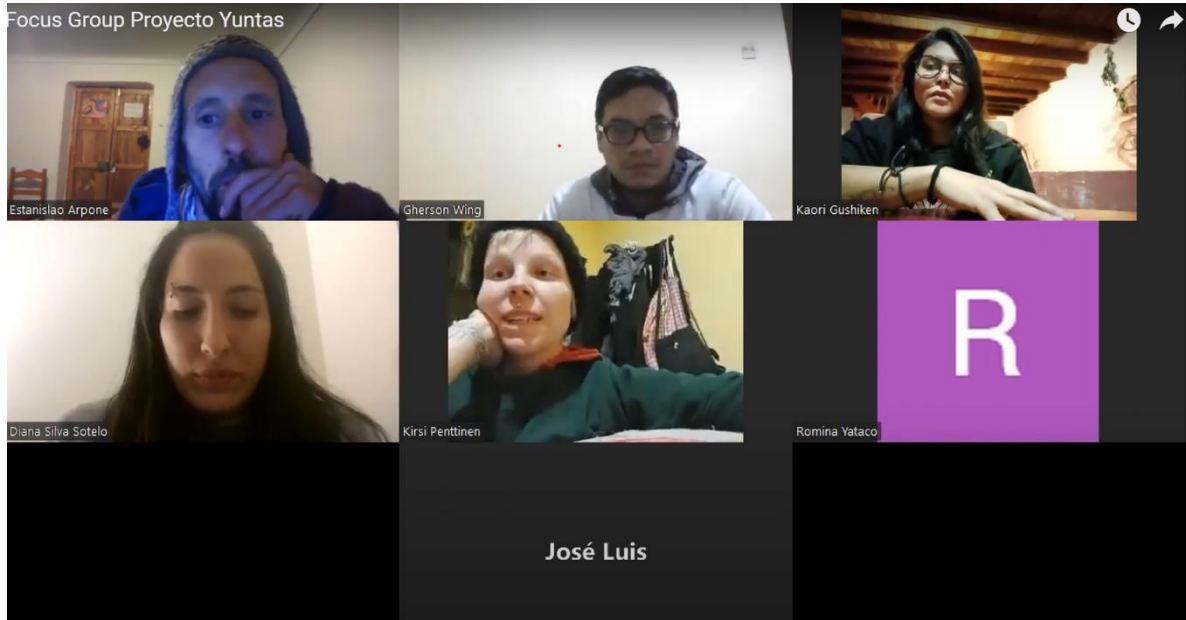 Focus Group Proyecto Yuntas
Estanislao Arpone
Gherson Wing
Kaori Gushiken
Diana Silva Sotelo
Kirsi Penttinen
R
Romina Yataco
José Luis